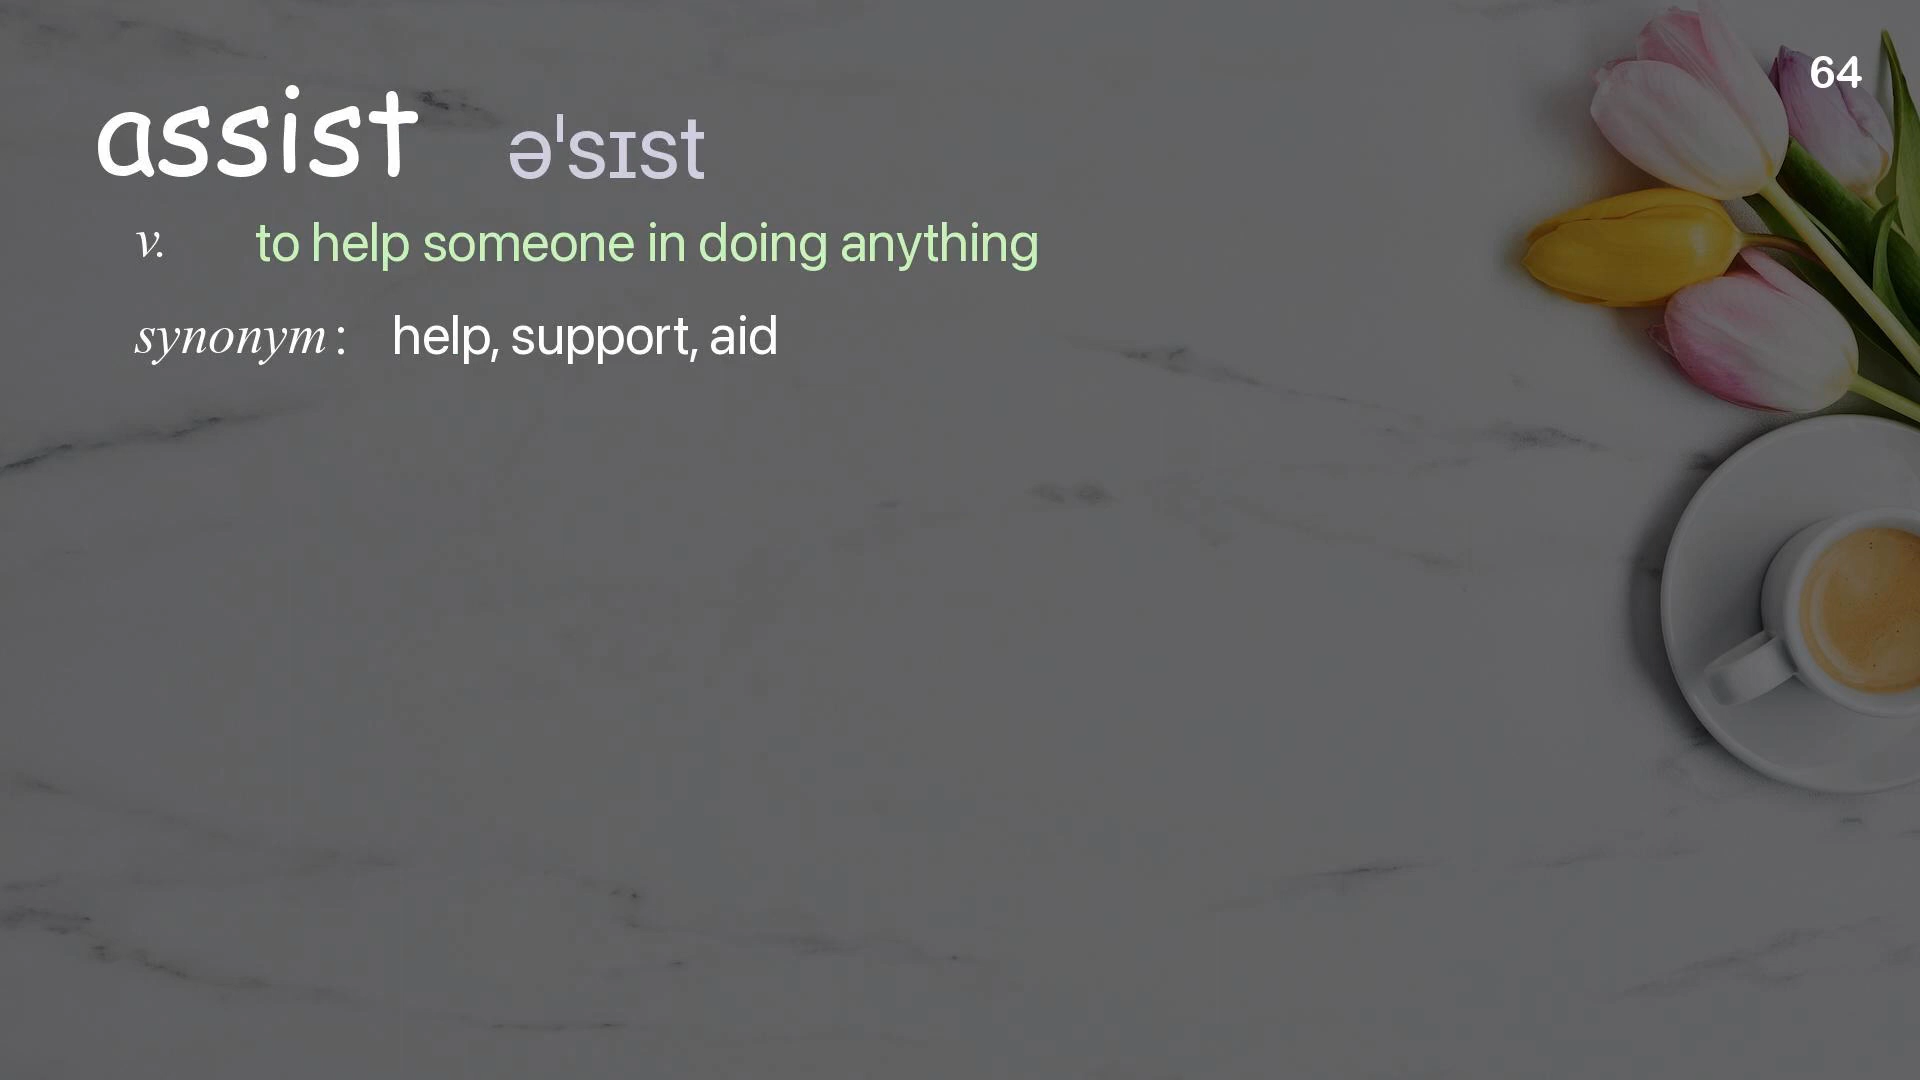 64
assist əˈsɪst
v. to help someone in doing anything
synonym : help, support, aid